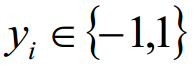 yᵢ ∈ {−1,1}